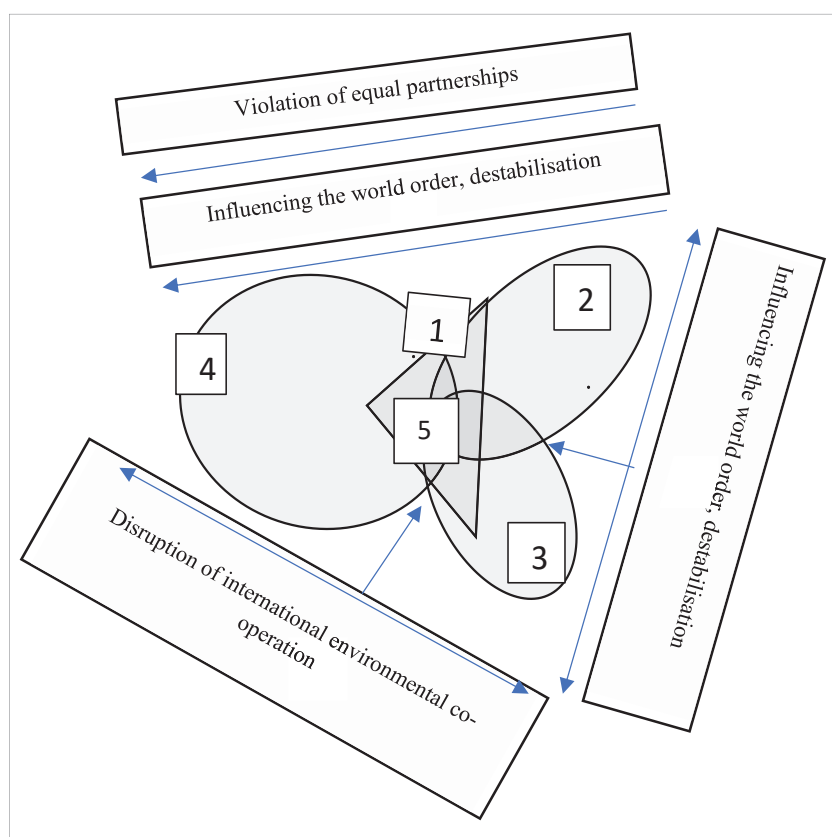 Violation of equal partnerships
Influencing the world order, destabilisation
1
2
4
5
3
Influencing the world order, destabilisation
Disruption of international environmental co-
operation